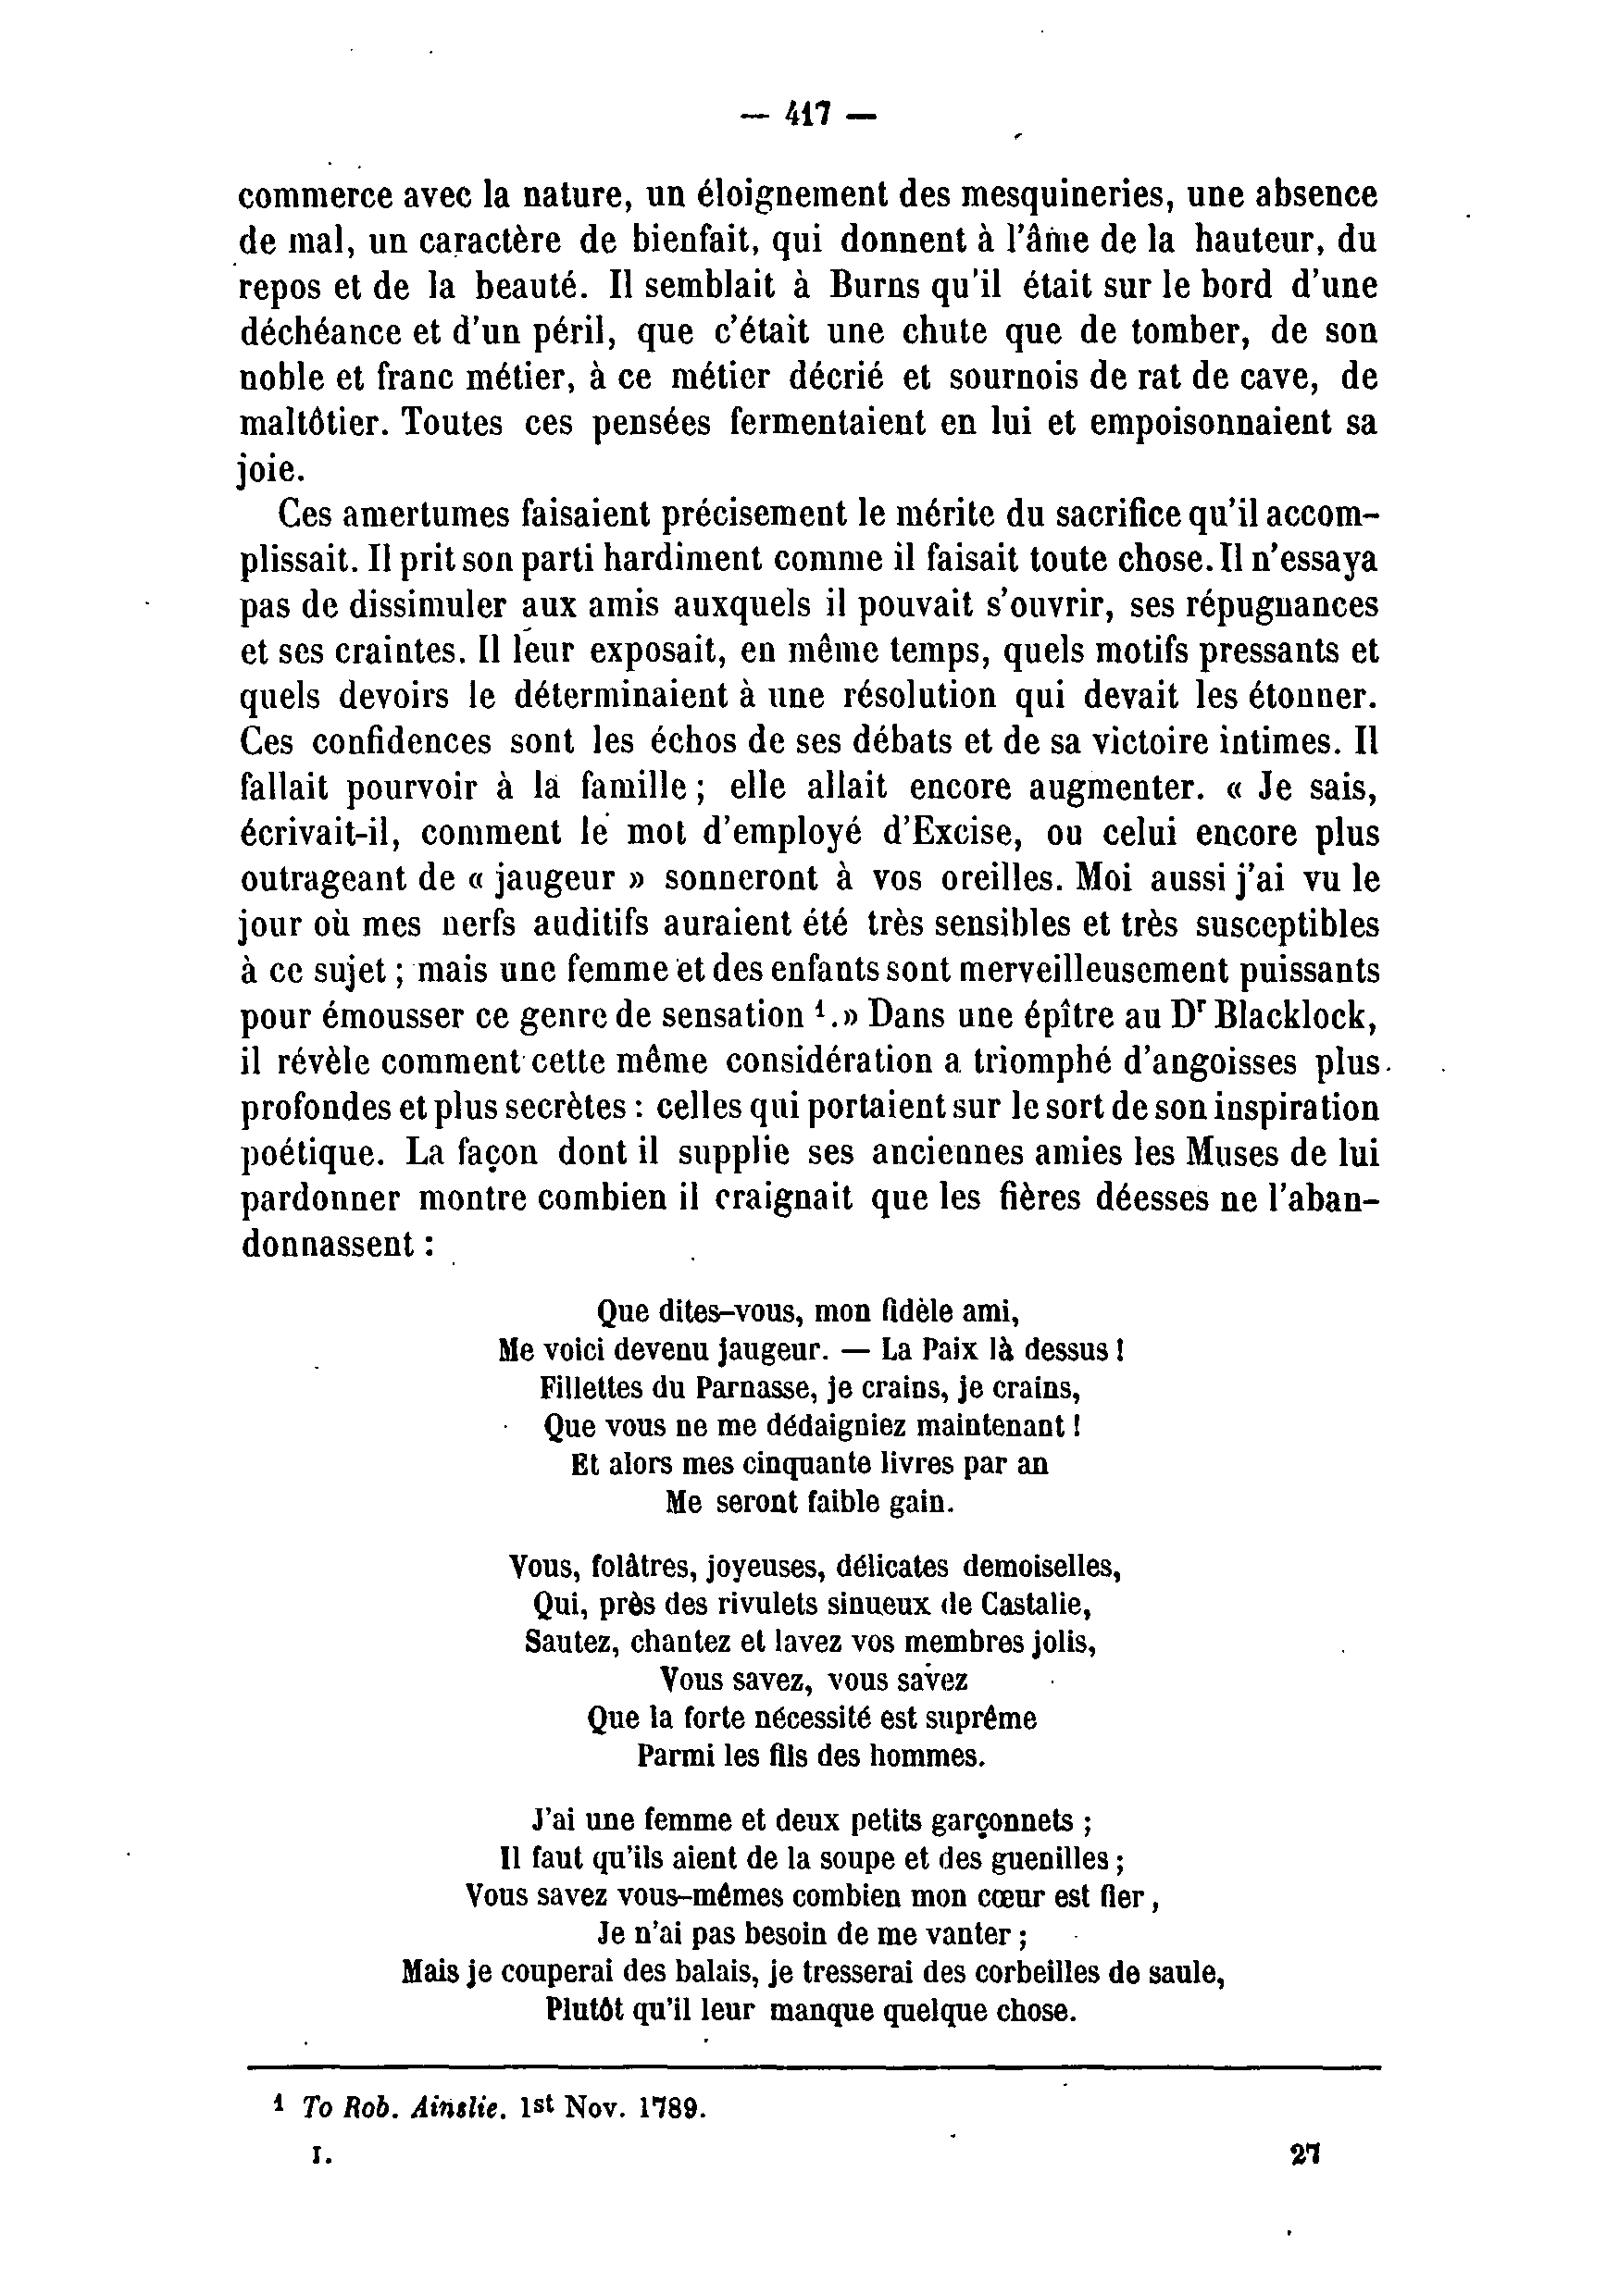 — 417 —
commerce avec la nature, un éloignement des mesquineries, une absence
de mal, un caractère de bienfait, qui donnent à l'âme de la hauteur, du
repos et de la beauté. Il semblait à Burns qu'il était sur le bord d'une
déchéance et d'un péril, que c'était une chute que de tomber, de son
noble et franc métier, à ce métier décrié et sournois de rat de cave, de
maltôtier. Toutes ces pensées fermentaient en lui et empoisonnaient sa
joie.
Ces amertumes faisaient précisement le mérite du sacrifice qu'il accom-
plissait. Il prit son parti hardiment comme il faisait toute chose. Il n'essaya
pas de dissimuler aux amis auxquels il pouvait s'ouvrir, ses répugnances
et ses craintes. Il leur exposait, en même temps, quels motifs pressants et
quels devoirs le déterminaient à une résolution qui devait les étonner.
Ces confidences sont les échos de ses débats et de sa victoire intimes. Il
fallait pourvoir à la famille ; elle allait encore augmenter. « Je sais,
écrivait-il, comment le mot d'employé d'Excise, ou celui encore plus
outrageant de « jaugeur » sonneront à vos oreilles. Moi aussi j'ai vu le
jour où mes nerfs auditifs auraient été très sensibles et très susceptibles
à ce sujet ; mais une femme et des enfants sont merveilleusement puissants
pour émousser ce genre de sensation ¹.» Dans une épître au Dʳ Blacklock,
il révèle comment cette même considération a triomphé d'angoisses plus
profondes et plus secrètes : celles qui portaient sur le sort de son inspiration
poétique. La façon dont il supplie ses anciennes amies les Muses de lui
pardonner montre combien il craignait que les fières déesses ne l'aban-
donnassent :
Que dites-vous, mon fidèle ami,
Me voici devenu jaugeur. — La Paix là dessus !
Fillettes du Parnasse, je crains, je crains,
Que vous ne me dédaigniez maintenant !
Et alors mes cinquante livres par an
Me seront faible gain.
Vous, folâtres, joyeuses, délicates demoiselles,
Qui, près des rivulets sinueux de Castalie,
Sautez, chantez et lavez vos membres jolis,
Vous savez, vous savez
Que la forte nécessité est suprême
Parmi les fils des hommes.
J'ai une femme et deux petits garçonnets ;
Il faut qu'ils aient de la soupe et des guenilles ;
Vous savez vous-mêmes combien mon cœur est fier,
Je n'ai pas besoin de me vanter ;
Mais je couperai des balais, je tresserai des corbeilles de saule,
Plutôt qu'il leur manque quelque chose.
¹ To Rob. Ainslie. 1st Nov. 1789.
I. 27